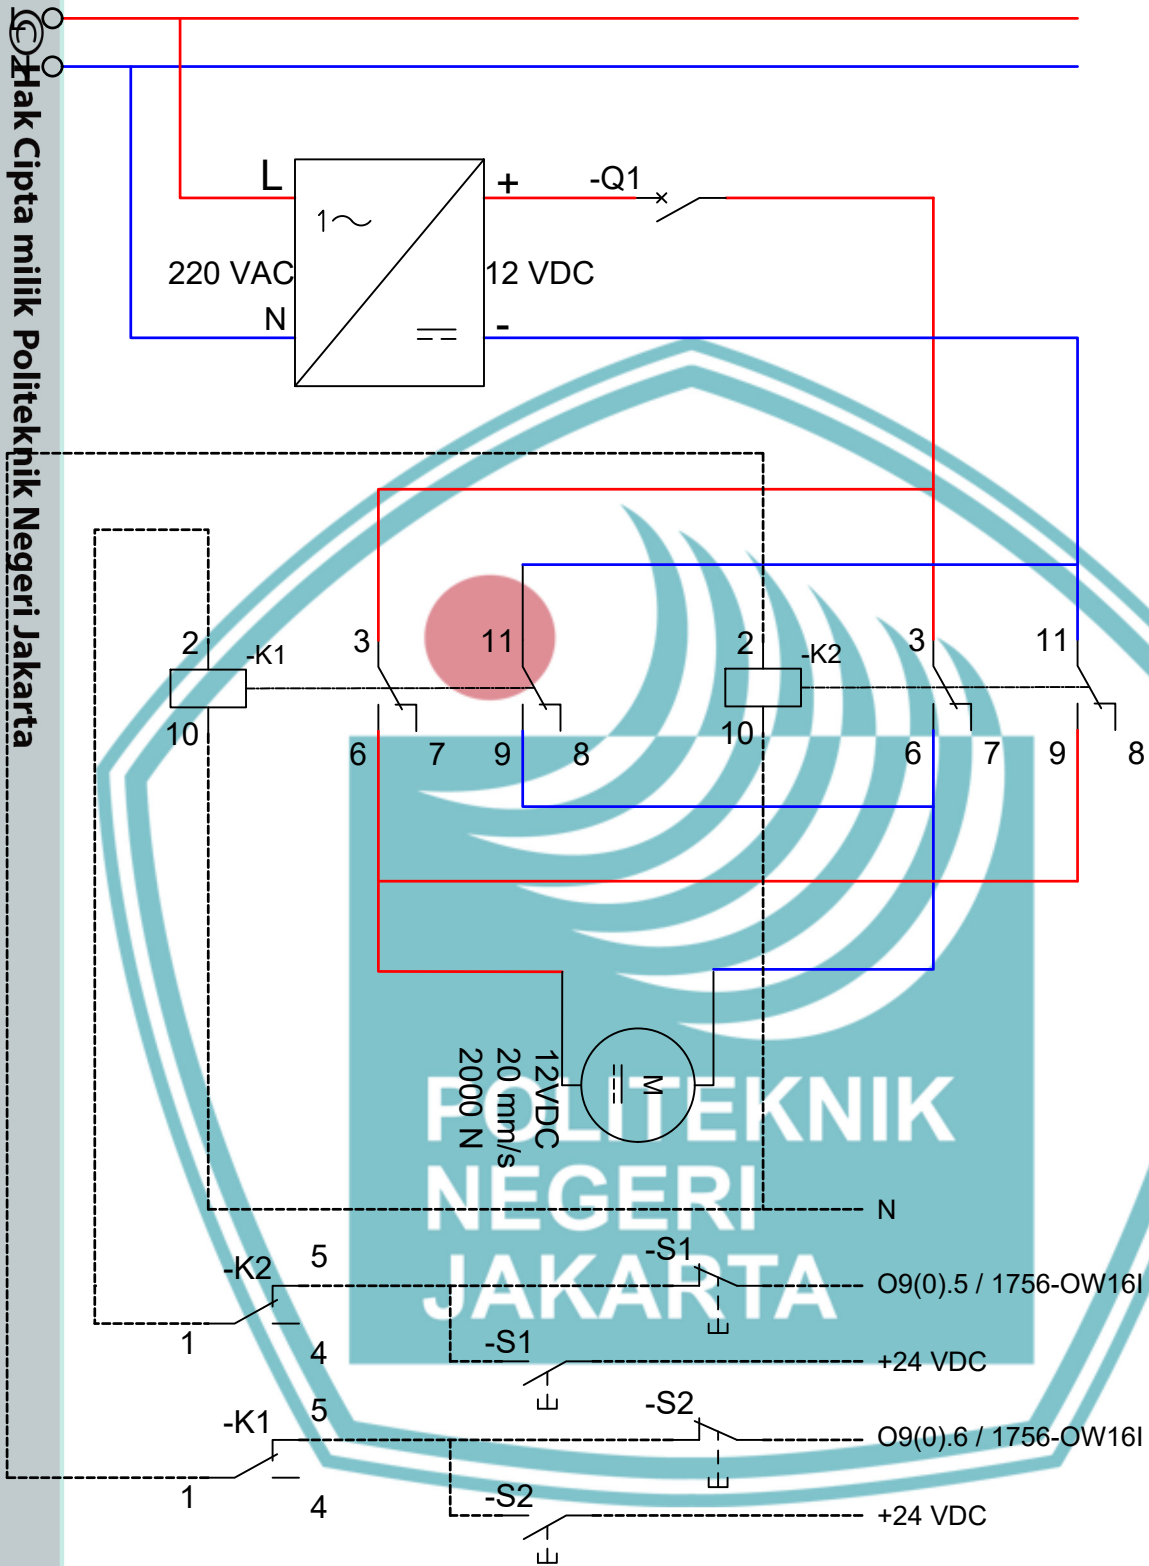 © Hak Cipta milik Politeknik Negeri Jakarta
L
+
-Q1
1
220 VAC
12 VDC
N
-
2
-K1
3
11
2
-K2
3
11
10
6
7
9
8
10
6
7
9
8
12VDC
20 mm/s
2000 N
M
POLITEKNIK
NEGERI
JAKARTA
N
-K2
5
-S1
O9(0).5 / 1756-OW16I
1
4
-S1
+24 VDC
-K1
5
-S2
O9(0).6 / 1756-OW16I
1
4
-S2
+24 VDC